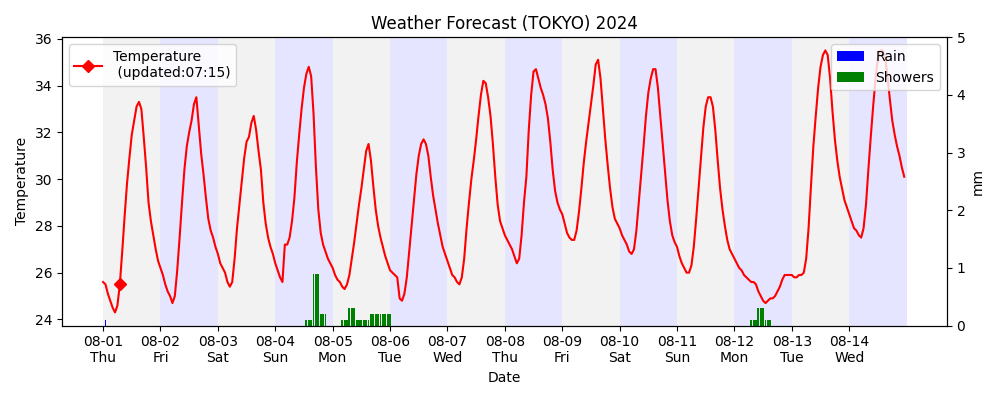 Weather Forecast (TOKYO) 2024
Temperature
(updated:07:15)
Rain
Showers
36
34
32
30
28
26
24
Temperature
5
4
3
2
1
0
mm
08-01 08-02 08-03 08-04 08-05 08-06 08-07 08-08 08-09 08-10 08-11 08-12 08-13 08-14
Thu Fri Sat Sun Mon Tue Wed Thu Fri Sat Sun Mon Tue Wed
Date